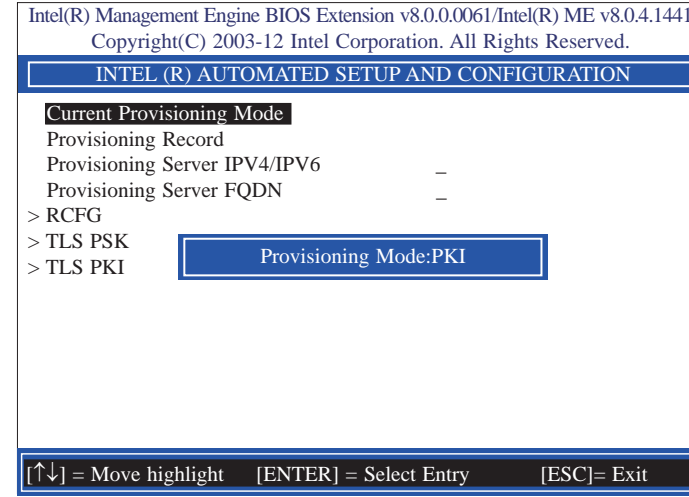 Intel(R) Management Engine BIOS Extension v8.0.0.0061/Intel(R) ME v8.0.4.1441
Copyright(C) 2003-12 Intel Corporation. All Rights Reserved.
INTEL (R) AUTOMATED SETUP AND CONFIGURATION
Current Provisioning Mode
Provisioning Record
Provisioning Server IPV4/IPV6 _
Provisioning Server FQDN _
> RCFG
> TLS PSK
> TLS PKI
Provisioning Mode:PKI
[↑↓] = Move highlight [ENTER] = Select Entry [ESC]= Exit